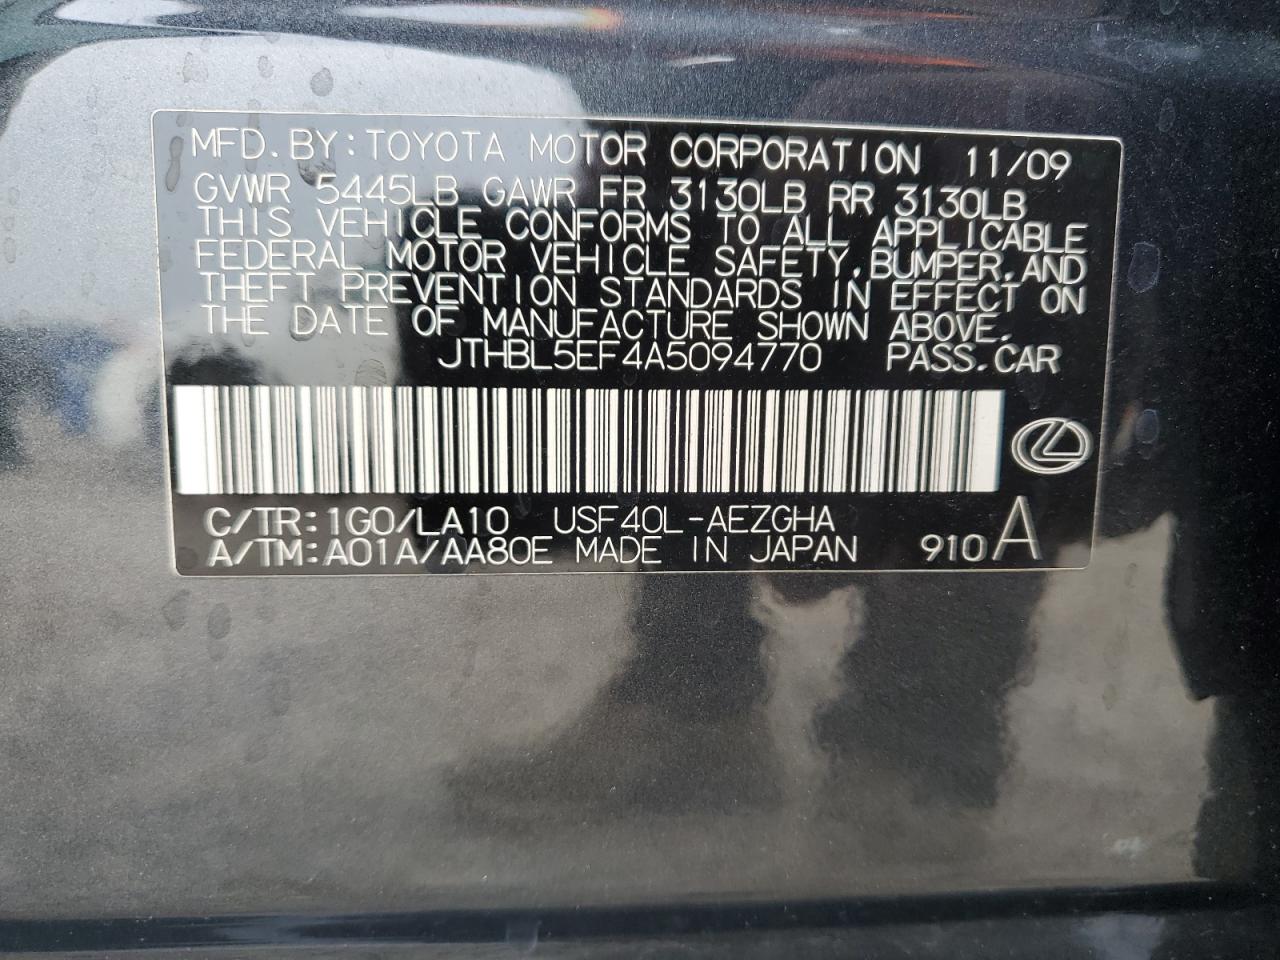 MFD. BY: TOYOTA MOTOR CORPORATION 11/09
GVWR 5445LB GAWR FR 3130LB RR 3130LB
THIS VEHICLE CONFORMS TO ALL APPLICABLE
FEDERAL MOTOR VEHICLE SAFETY, BUMPER, AND
THEFT PREVENTION STANDARDS IN EFFECT ON
THE DATE OF MANUFACTURE SHOWN ABOVE.
JTHBL5EF4A5094770 PASS. CAR
C/TR: 1G0/LA10 USF40L-AEZGHA
A/TM: A01A/AA80E MADE IN JAPAN 910 A